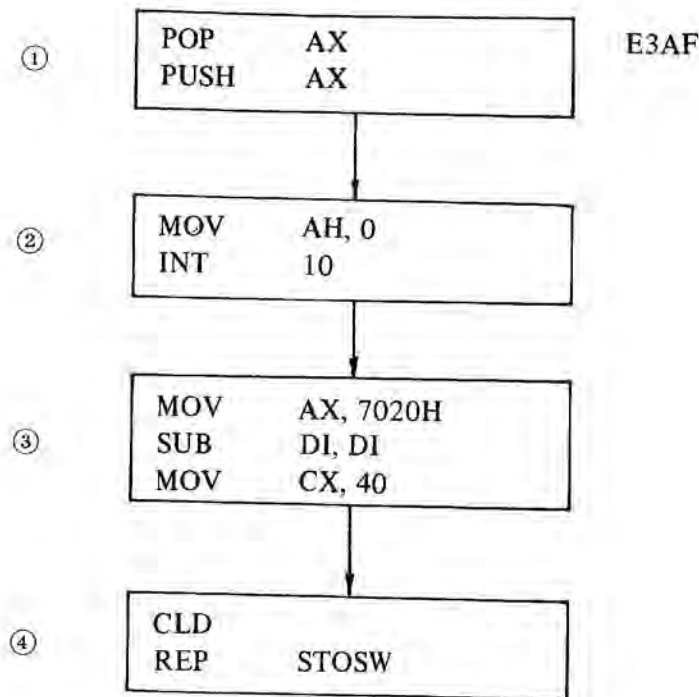 ① POP AX E3AF
PUSH AX
② MOV AH, 0
INT 10
③ MOV AX, 7020H
SUB DI, DI
MOV CX, 40
④ CLD
REP STOSW